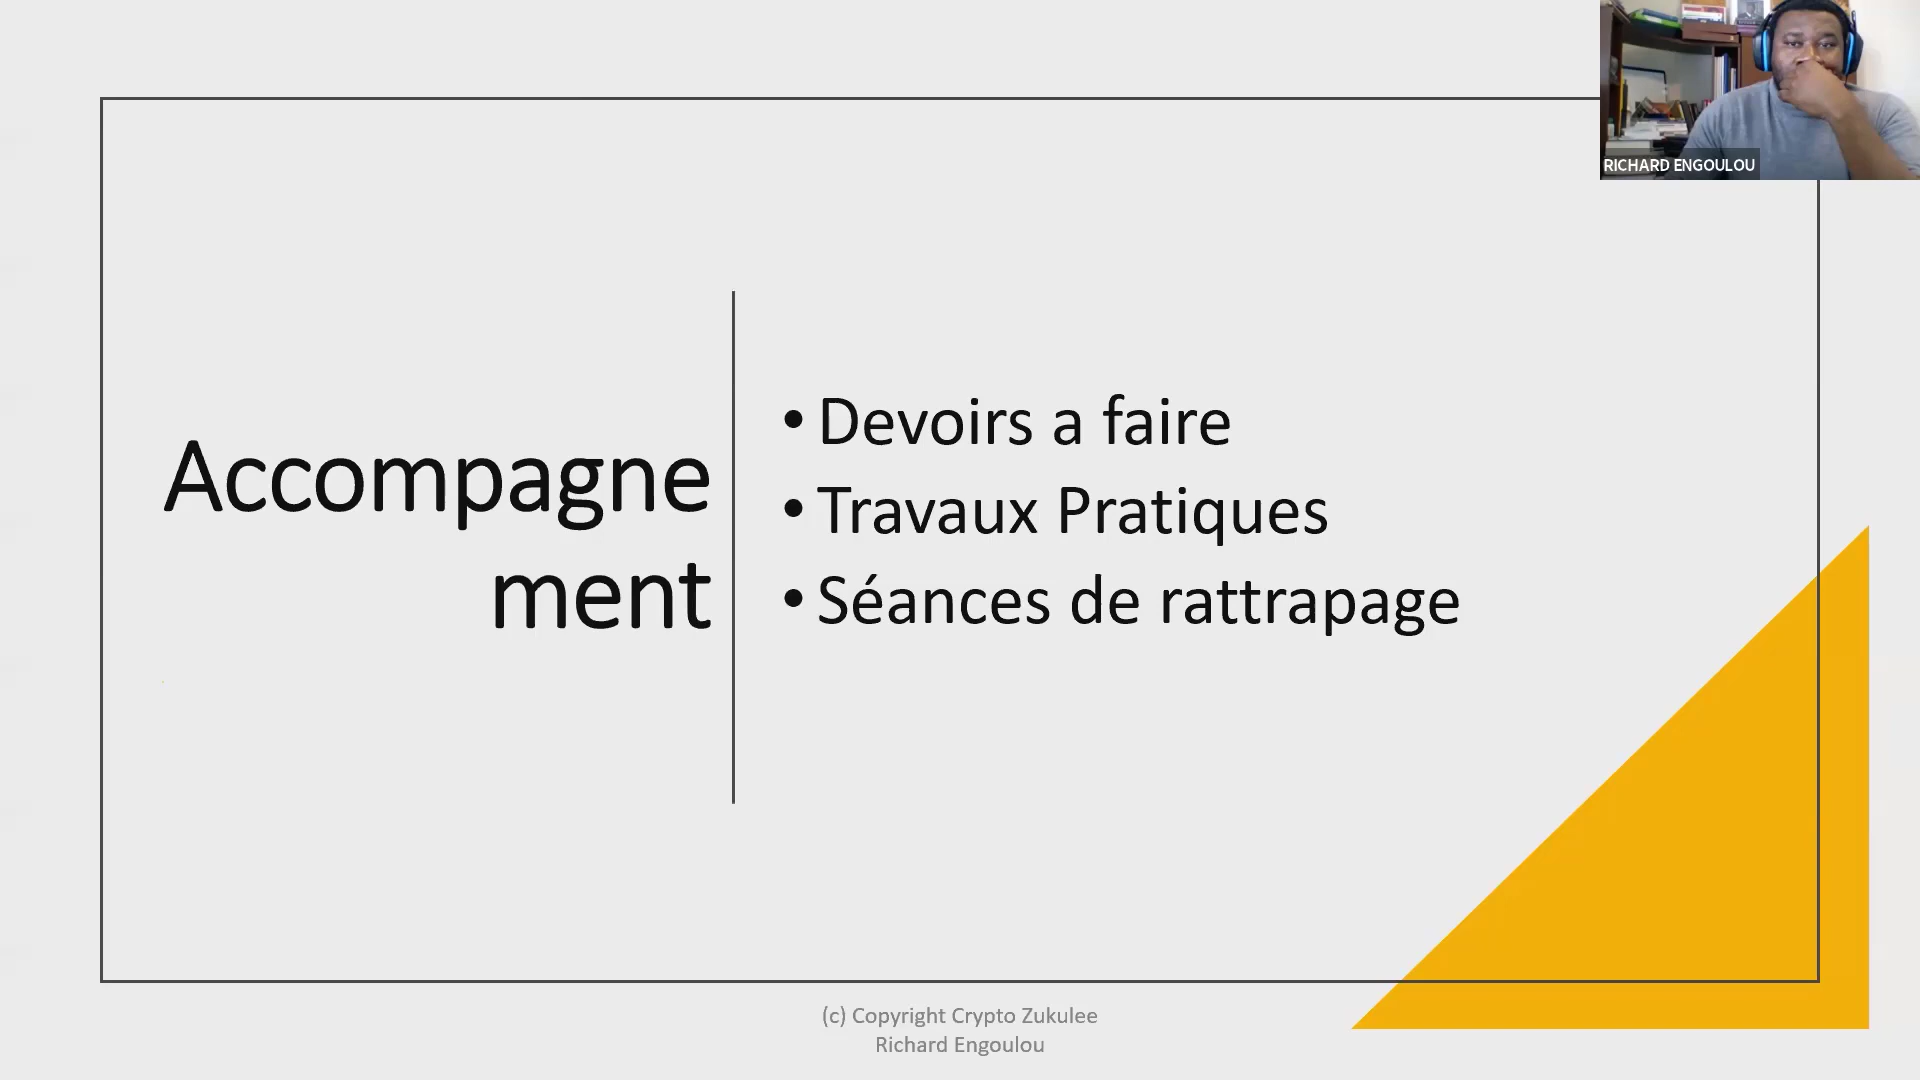 RICHARD ENGOULOU
Accompagne
ment
• Devoirs a faire
• Travaux Pratiques
• Séances de rattrapage
(c) Copyright Crypto Zukulee
Richard Engoulou